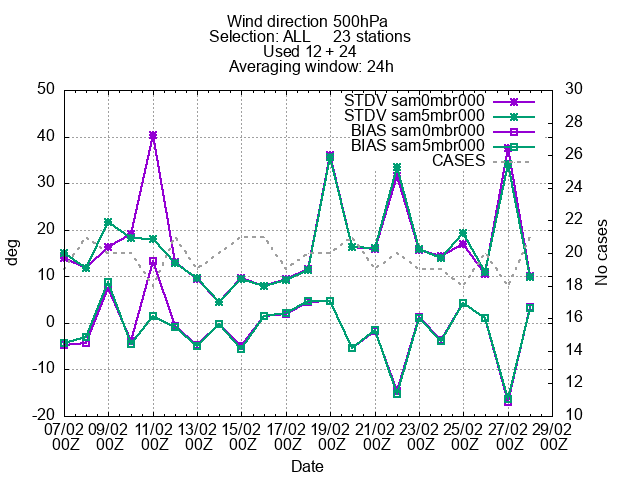 Wind direction 500hPa
Selection: ALL 23 stations
Used 12 + 24
Averaging window: 24h
50 30
STDV sam0mbr000
STDV sam5mbr000 28
40 BIAS sam0mbr000
BIAS sam5mbr000
CASES 26
30 24
22
20
20
10 18
0 16
14
-10
12
-20 10
deg
No cases
07/02 09/02 11/02 13/02 15/02 17/02 19/02 21/02 23/02 25/02 27/02 29/02
00Z 00Z 00Z 00Z 00Z 00Z 00Z 00Z 00Z 00Z 00Z 00Z
Date